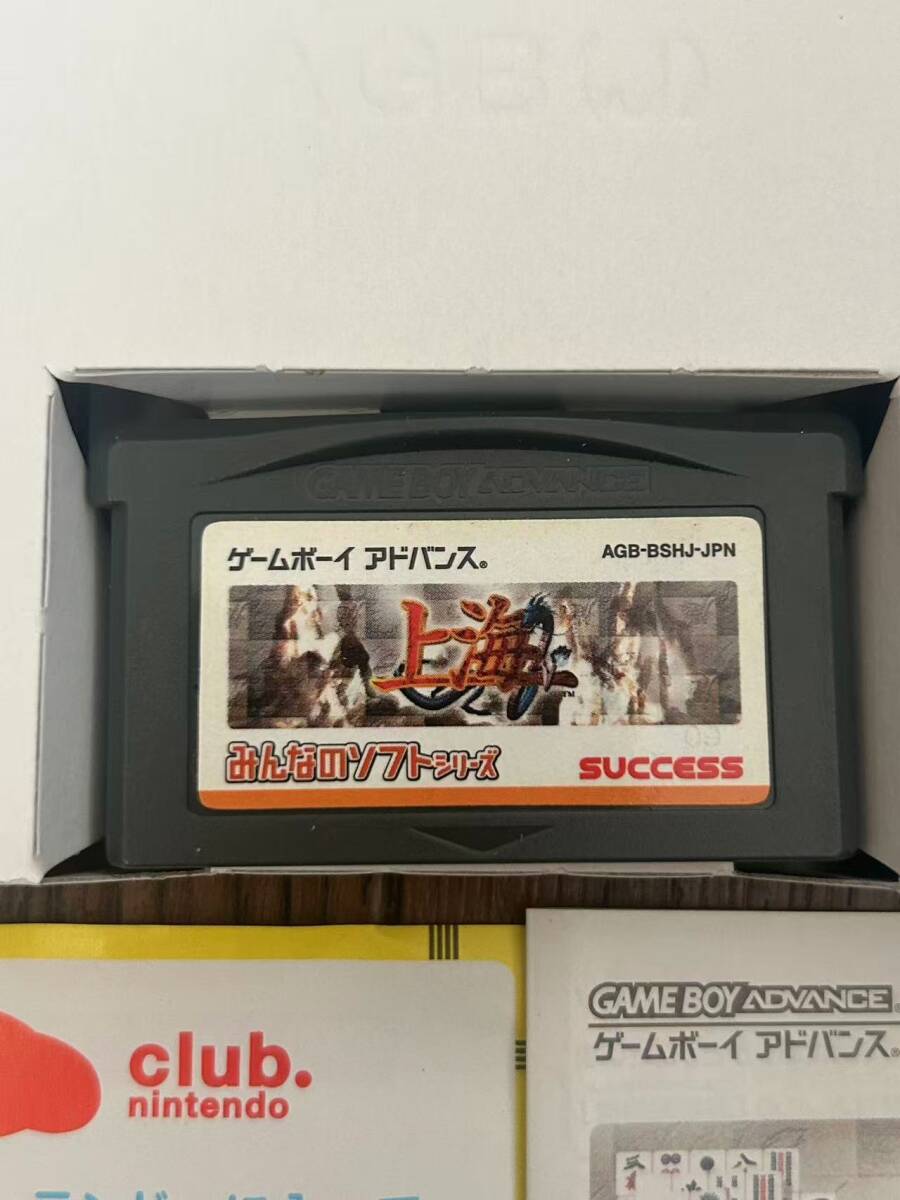 GAME BOY ADVANCE
ゲームボーイ アドバンス®
AGB-BSHJ-JPN
上海
TM
みんなのソフトシリーズ
SUCCESS
club.
nintendo
GAME BOY ADVANCE
ゲームボーイ アドバンス®